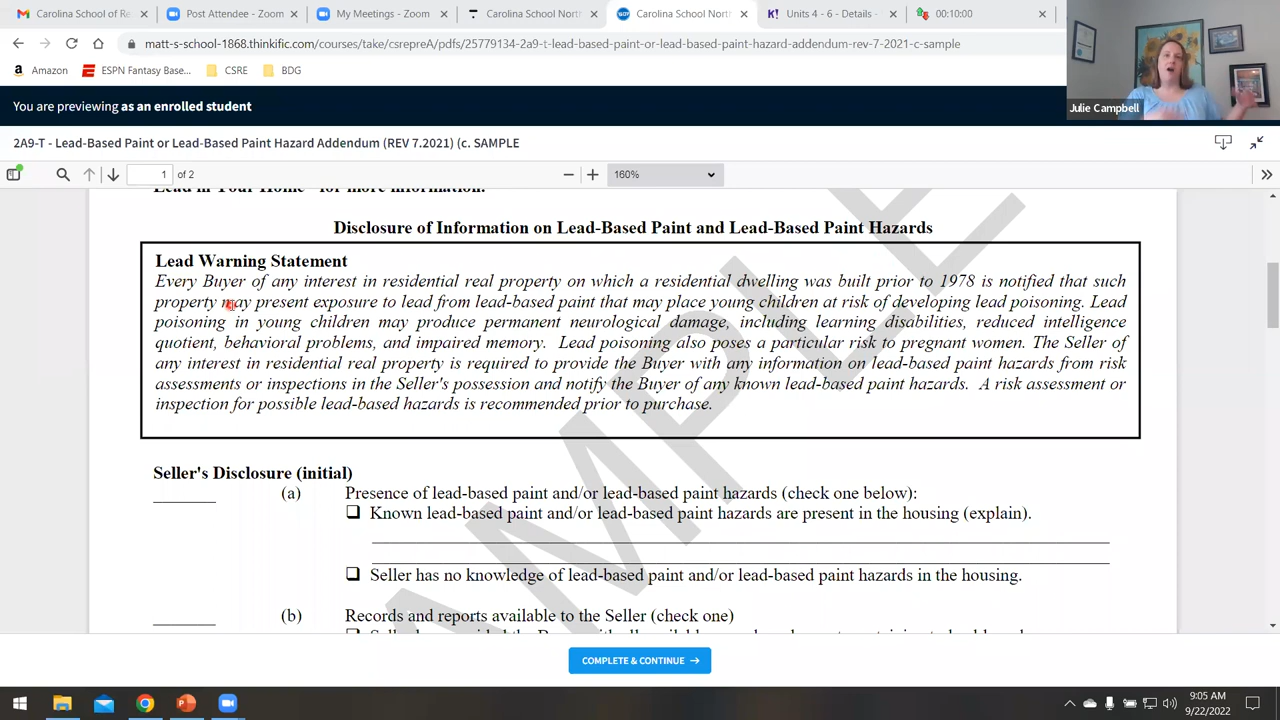 Carolina School of Re
Post Attendee - Zoom
My Meetings - Zoom
Carolina School North
Carolina School North
Units 4 - 6 - Details -
00:10:00
matt-s-school-1868.thinkific.com/courses/take/csrepreA/pdfs/25779134-2a9-t-lead-based-paint-or-lead-based-paint-hazard-addendum-rev-7-2021-c-sample
Amazon
ESPN Fantasy Base...
CSRE
BDG
Julie Campbell
You are previewing as an enrolled student
2A9-T - Lead-Based Paint or Lead-Based Paint Hazard Addendum (REV 7.2021) (c. SAMPLE
1 of 2
160%
Lead in Your Home" for more information.
Disclosure of Information on Lead-Based Paint and Lead-Based Paint Hazards
Lead Warning Statement
Every Buyer of any interest in residential real property on which a residential dwelling was built prior to 1978 is notified that such
property may present exposure to lead from lead-based paint that may place young children at risk of developing lead poisoning. Lead
poisoning in young children may produce permanent neurological damage, including learning disabilities, reduced intelligence
quotient, behavioral problems, and impaired memory. Lead poisoning also poses a particular risk to pregnant women. The Seller of
any interest in residential real property is required to provide the Buyer with any information on lead-based paint hazards from risk
assessments or inspections in the Seller's possession and notify the Buyer of any known lead-based paint hazards. A risk assessment or
inspection for possible lead-based hazards is recommended prior to purchase.
Seller's Disclosure (initial)
(a) Presence of lead-based paint and/or lead-based paint hazards (check one below):
Known lead-based paint and/or lead-based paint hazards are present in the housing (explain).
Seller has no knowledge of lead-based paint and/or lead-based paint hazards in the housing.
(b) Records and reports available to the Seller (check one)
COMPLETE & CONTINUE →
9:05 AM
9/22/2022